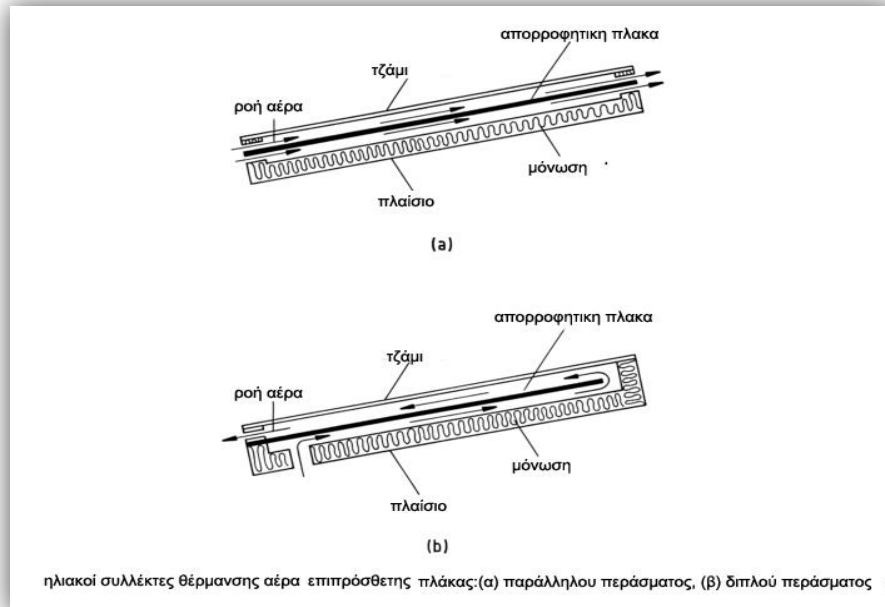 απορροφητικη πλακα
τζάμι
ροή αέρα
μόνωση
πλαίσιο
(a)
απορροφητικη πλακα
τζάμι
ροή αέρα
μόνωση
πλαίσιο
(b)
ηλιακοί συλλέκτες θέρμανσης αέρα επιπρόσθετης πλάκας:(α) παράλληλου περάσματος, (β) διπλού περάσματος